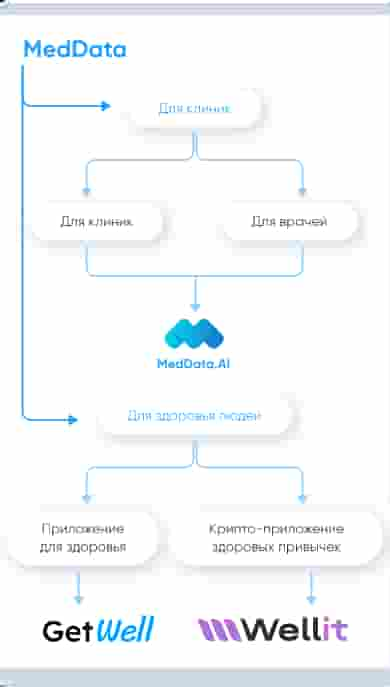 MedData
Для клиник
Для клиник
Для врачей
MedData.AI
Для здоровья людей
Приложение
для здоровья
Крипто-приложение
здоровых привычек
GetWell
Wellit